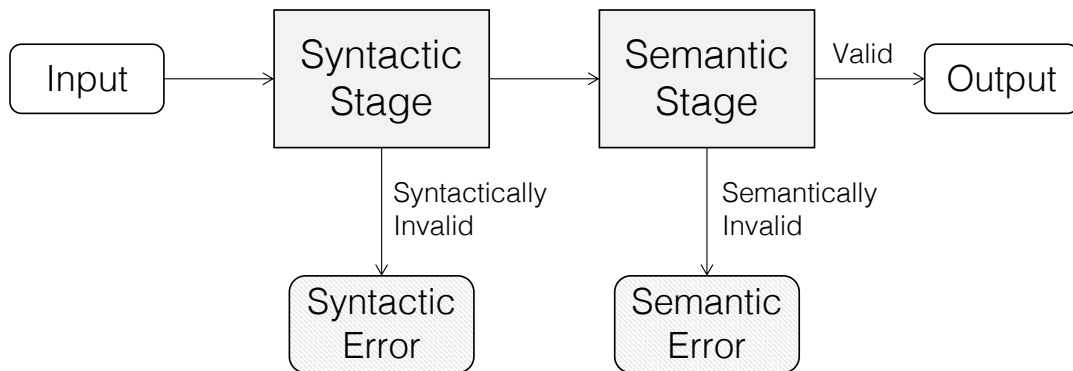 Input
Syntactic
Stage
Semantic
Stage
Valid
Output
Syntactically
Invalid
Semantically
Invalid
Syntactic
Error
Semantic
Error